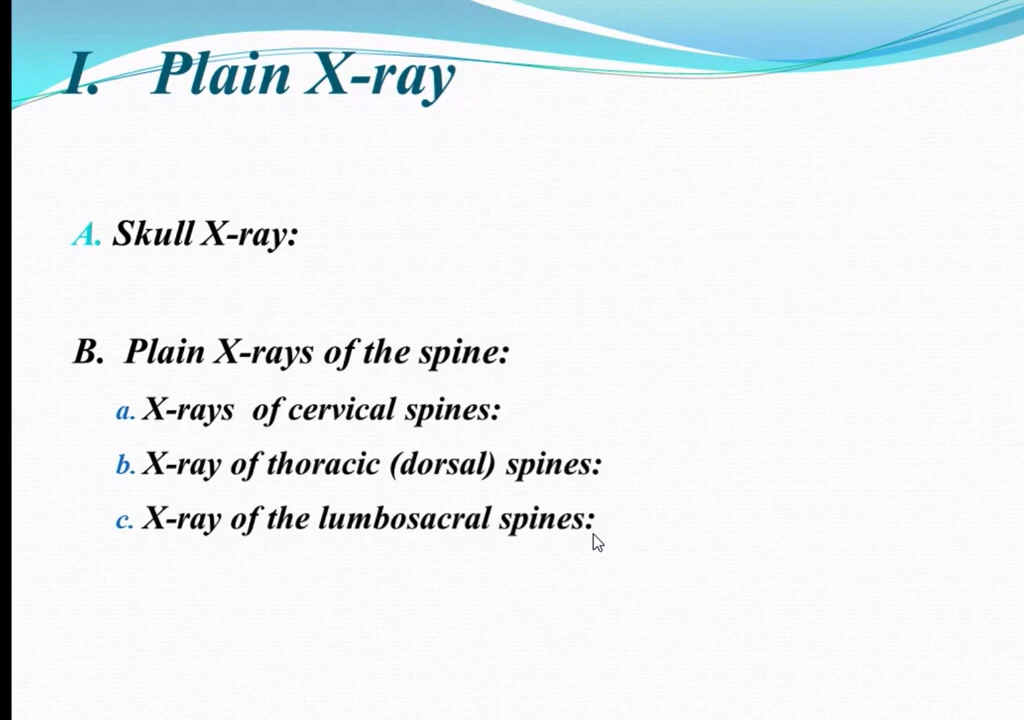 I. Plain X-ray
A. Skull X-ray:
B. Plain X-rays of the spine:
a. X-rays of cervical spines:
b. X-ray of thoracic (dorsal) spines:
c. X-ray of the lumbosacral spines: